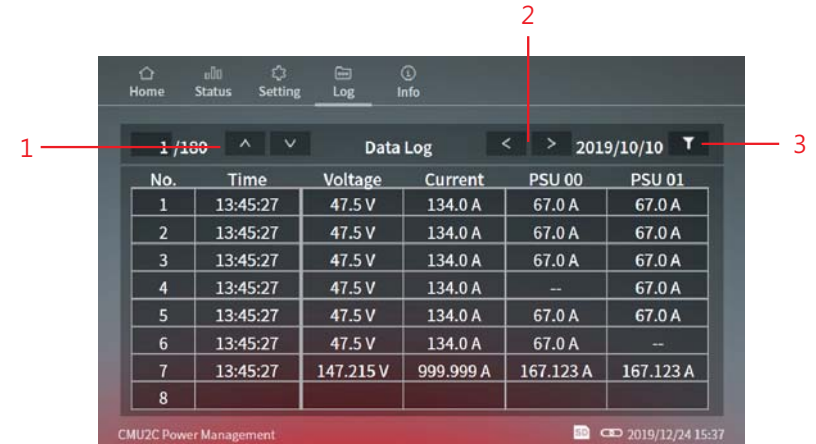 2
Home Status Setting Log Info
1 3
1 /180 Data Log < > 2019/10/10
No. Time Voltage Current PSU 00 PSU 01
1 13:45:27 47.5 V 134.0 A 67.0 A 67.0 A
2 13:45:27 47.5 V 134.0 A 67.0 A 67.0 A
3 13:45:27 47.5 V 134.0 A 67.0 A 67.0 A
4 13:45:27 47.5 V 134.0 A -- 67.0 A
5 13:45:27 47.5 V 134.0 A 67.0 A 67.0 A
6 13:45:27 47.5 V 134.0 A 67.0 A --
7 13:45:27 147.215 V 999.999 A 167.123 A 167.123 A
8
CMU2C Power Management SD 2019/12/24 15:37